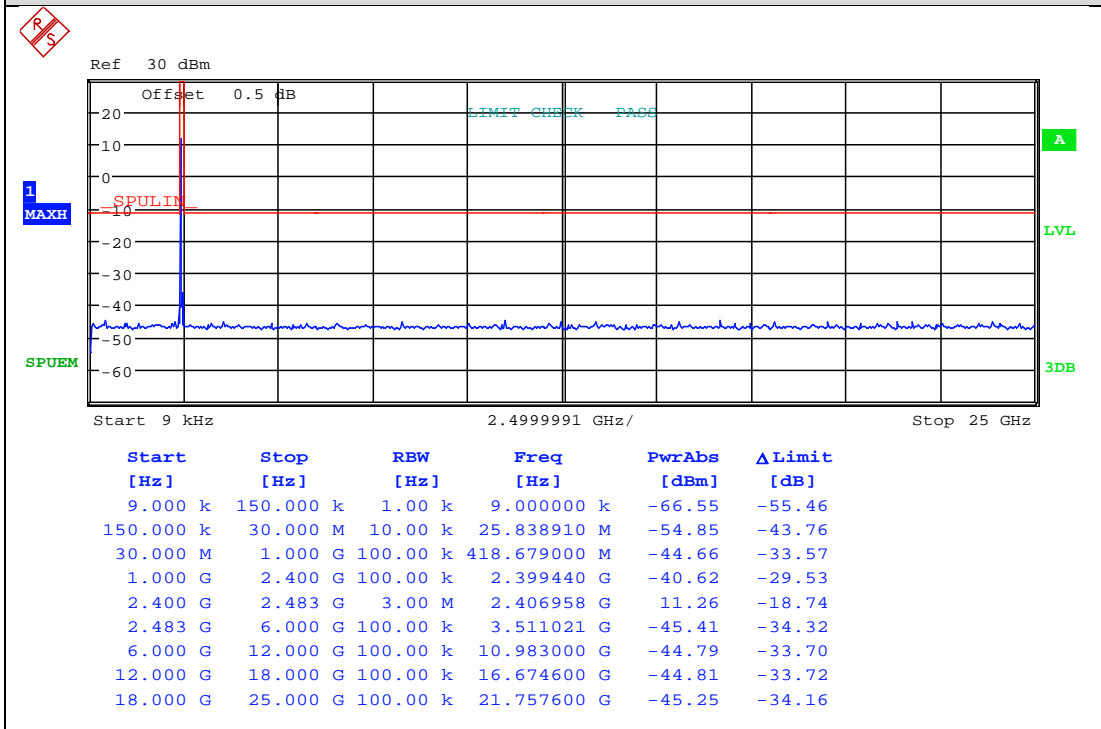 R S
Ref 30 dBm
Offset 0.5 dB
LIMIT CHECK PASS
20
10
0
_SPULIN_
-10
-20
-30
-40
-50
-60
1
MAXH
SPUEM
A
LVL
3DB
Start 9 kHz 2.4999991 GHz/ Stop 25 GHz
Start Stop RBW Freq PwrAbs ΔLimit
[Hz] [Hz] [Hz] [Hz] [dBm] [dB]
9.000 k 150.000 k 1.00 k 9.000000 k -66.55 -55.46
150.000 k 30.000 M 10.00 k 25.838910 M -54.85 -43.76
30.000 M 1.000 G 100.00 k 418.679000 M -44.66 -33.57
1.000 G 2.400 G 100.00 k 2.399440 G -40.62 -29.53
2.400 G 2.483 G 3.00 M 2.406958 G 11.26 -18.74
2.483 G 6.000 G 100.00 k 3.511021 G -45.41 -34.32
6.000 G 12.000 G 100.00 k 10.983000 G -44.79 -33.70
12.000 G 18.000 G 100.00 k 16.674600 G -44.81 -33.72
18.000 G 25.000 G 100.00 k 21.757600 G -45.25 -34.16